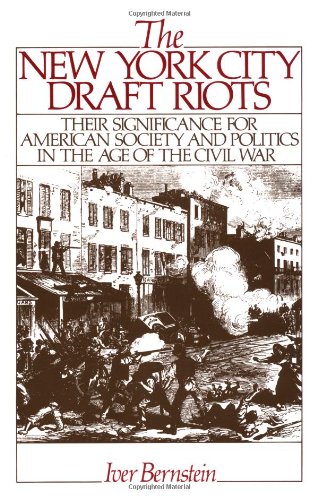 The
NEW YORK CITY
DRAFT RIOTS
THEIR SIGNIFICANCE FOR
AMERICAN SOCIETY AND POLITICS
IN THE AGE OF THE CIVIL WAR
Iver Bernstein